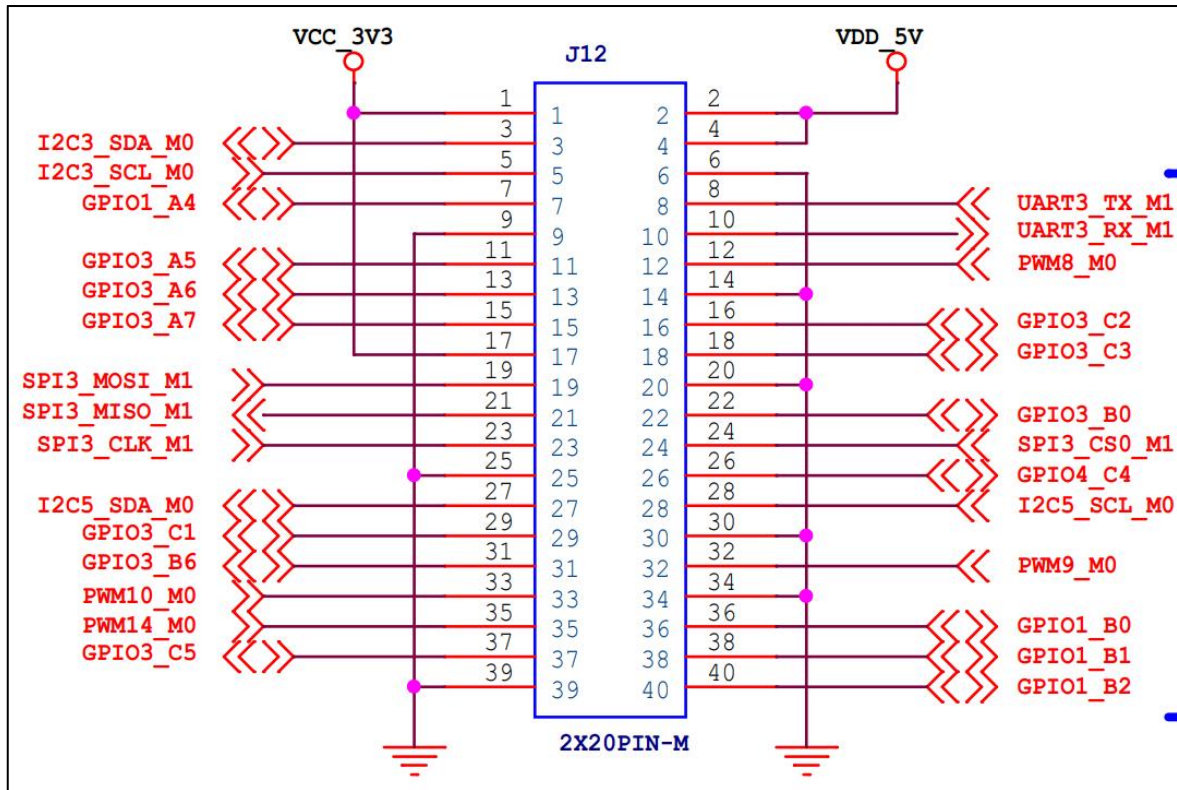 VCC_3V3
VDD_5V
J12
1 1 2 2
I2C3_SDA_M0 3 3 4 4
I2C3_SCL_M0 5 5 6 6
GPIO1_A4 7 7 8 8 UART3_TX_M1
9 9 10 10 UART3_RX_M1
GPIO3_A5 11 11 12 12 PWM8_M0
GPIO3_A6 13 13 14 14
GPIO3_A7 15 15 16 16 GPIO3_C2
17 17 18 18 GPIO3_C3
SPI3_MOSI_M1 19 19 20 20
SPI3_MISO_M1 21 21 22 22 GPIO3_B0
SPI3_CLK_M1 23 23 24 24 SPI3_CS0_M1
25 25 26 26 GPIO4_C4
I2C5_SDA_M0 27 27 28 28 I2C5_SCL_M0
GPIO3_C1 29 29 30 30
GPIO3_B6 31 31 32 32 PWM9_M0
PWM10_M0 33 33 34 34
PWM14_M0 35 35 36 36 GPIO1_B0
GPIO3_C5 37 37 38 38 GPIO1_B1
39 39 40 40 GPIO1_B2
2X20PIN-M